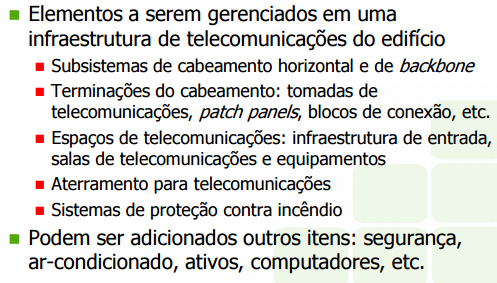 Elementos a serem gerenciados em uma
infraestrutura de telecomunicações do edifício
Subsistemas de cabeamento horizontal e de backbone
Terminações do cabeamento: tomadas de
telecomunicações, patch panels, blocos de conexão, etc.
Espaços de telecomunicações: infraestrutura de entrada,
salas de telecomunicações e equipamentos
Aterramento para telecomunicações
Sistemas de proteção contra incêndio
Podem ser adicionados outros itens: segurança,
ar-condicionado, ativos, computadores, etc.